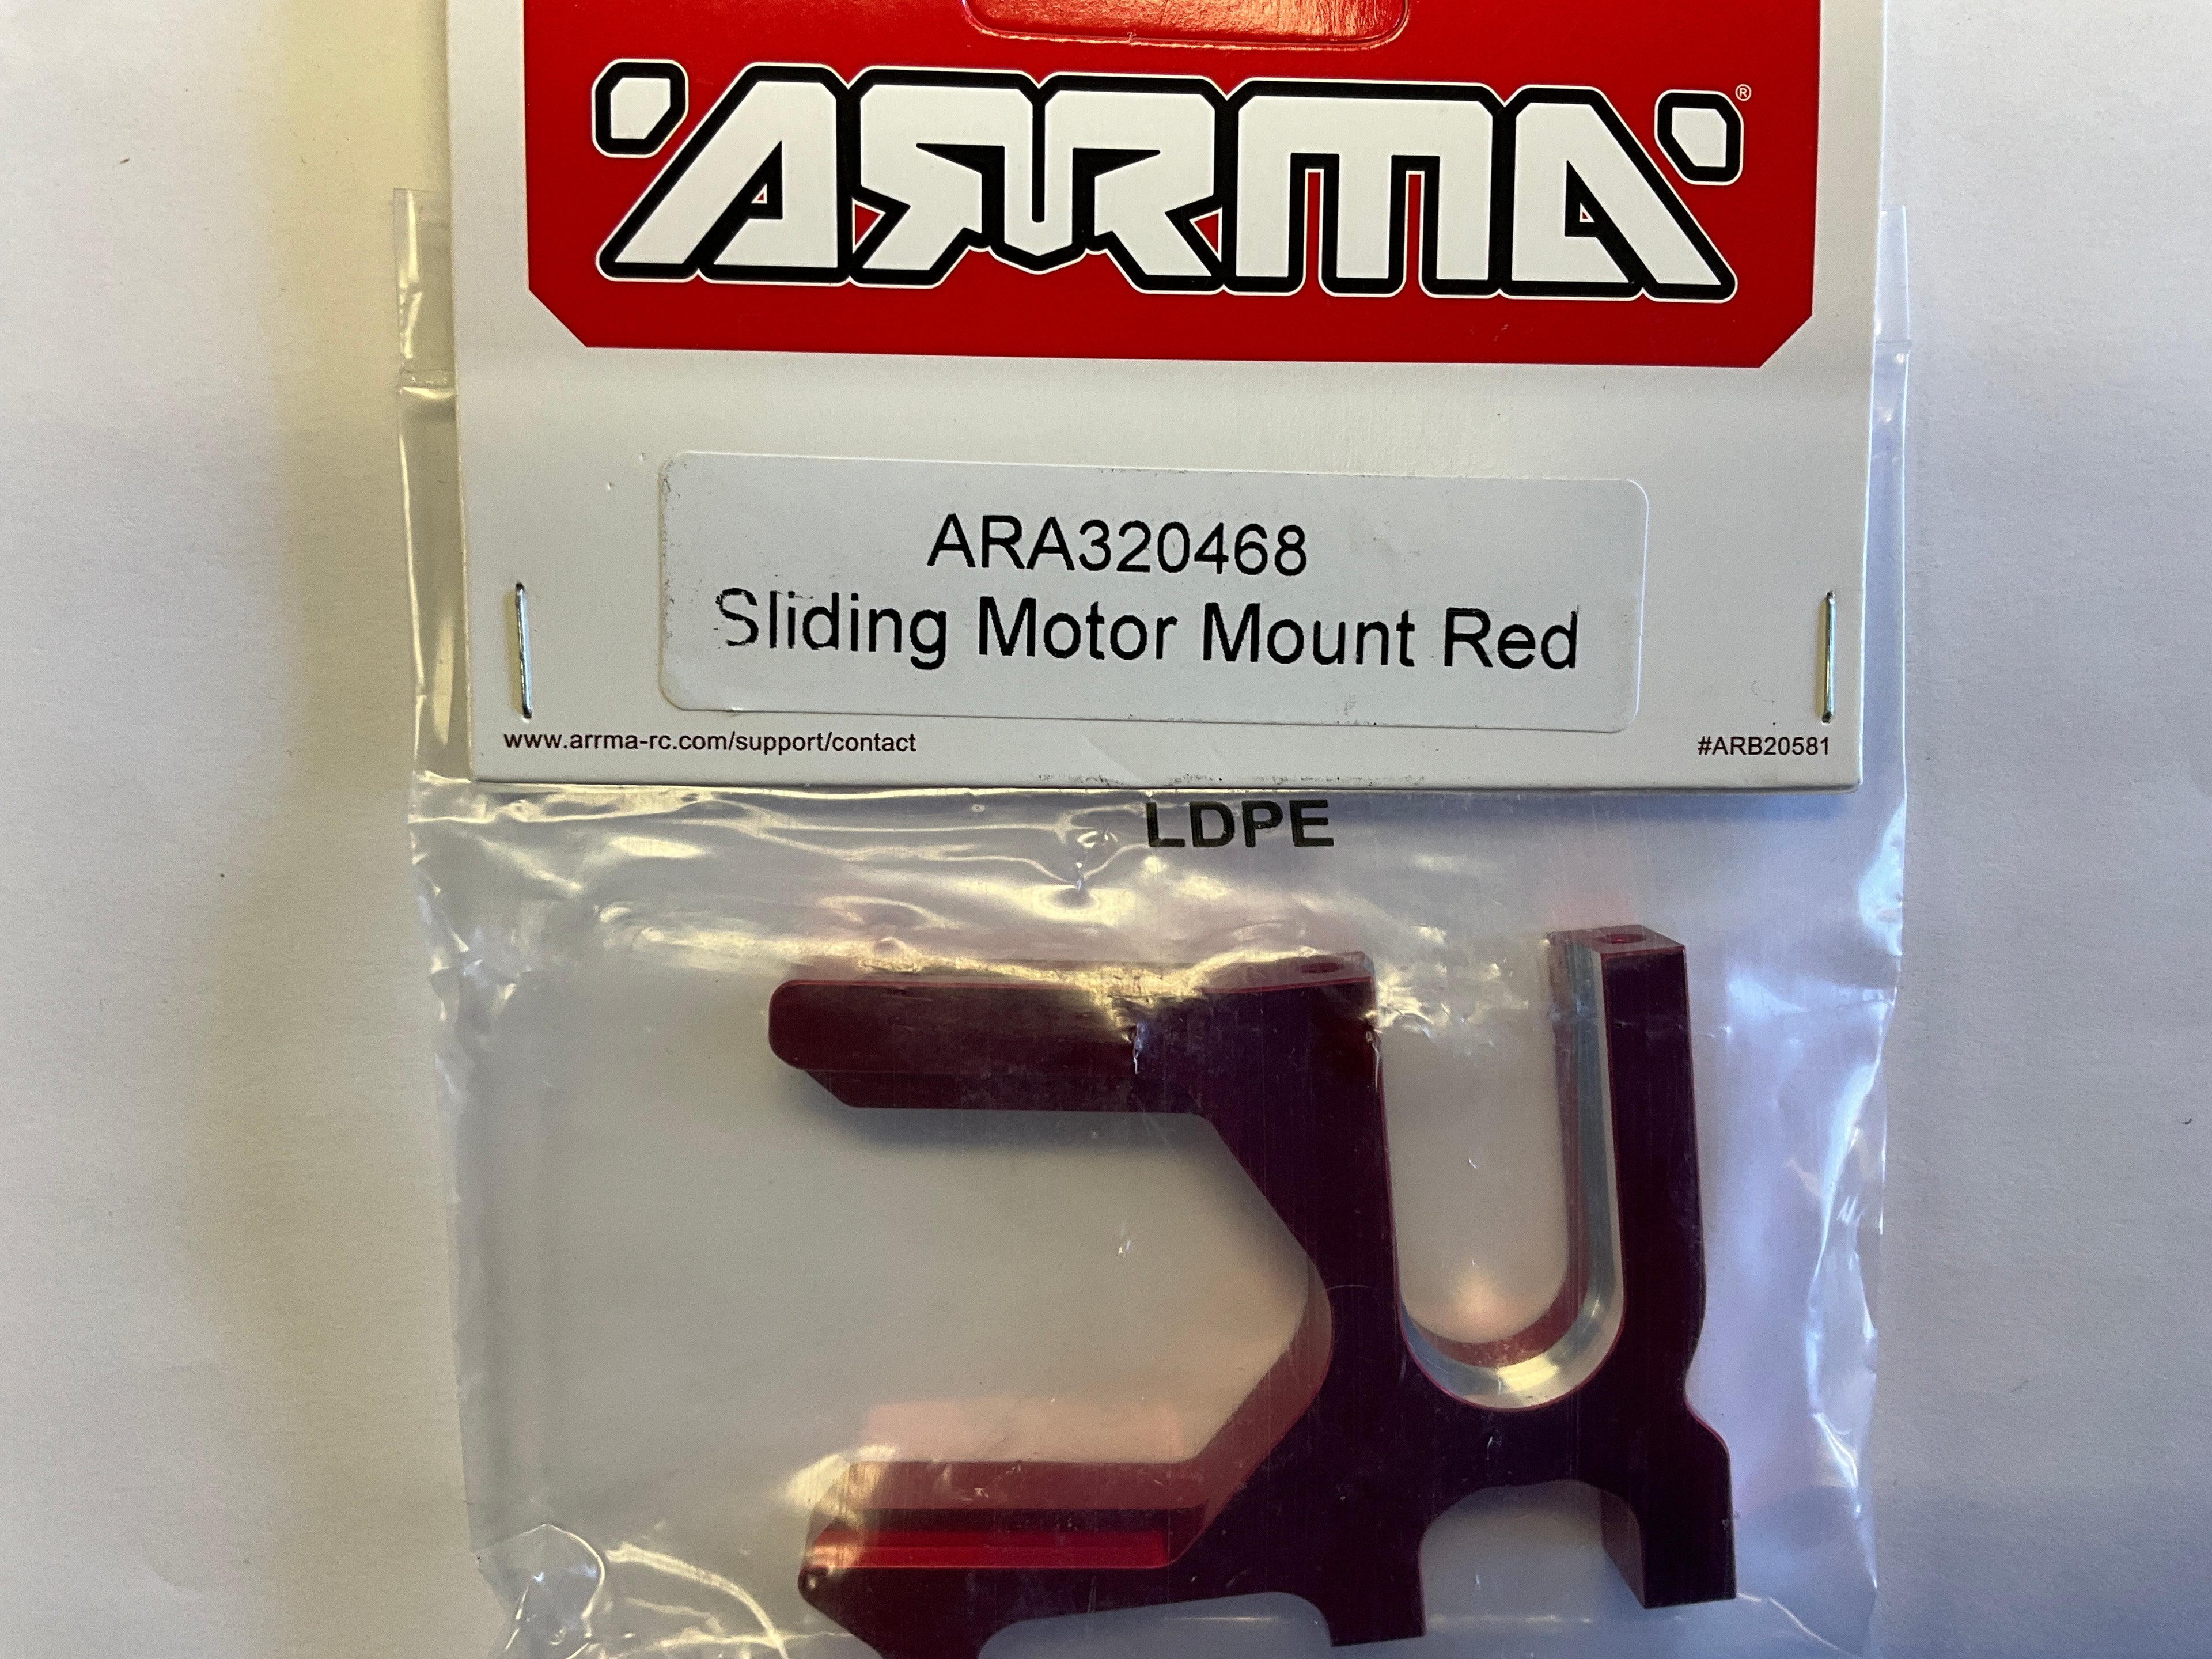 ARRMA®
ARA320468
Sliding Motor Mount Red
www.arrma-rc.com/support/contact
#ARB20581
LDPE